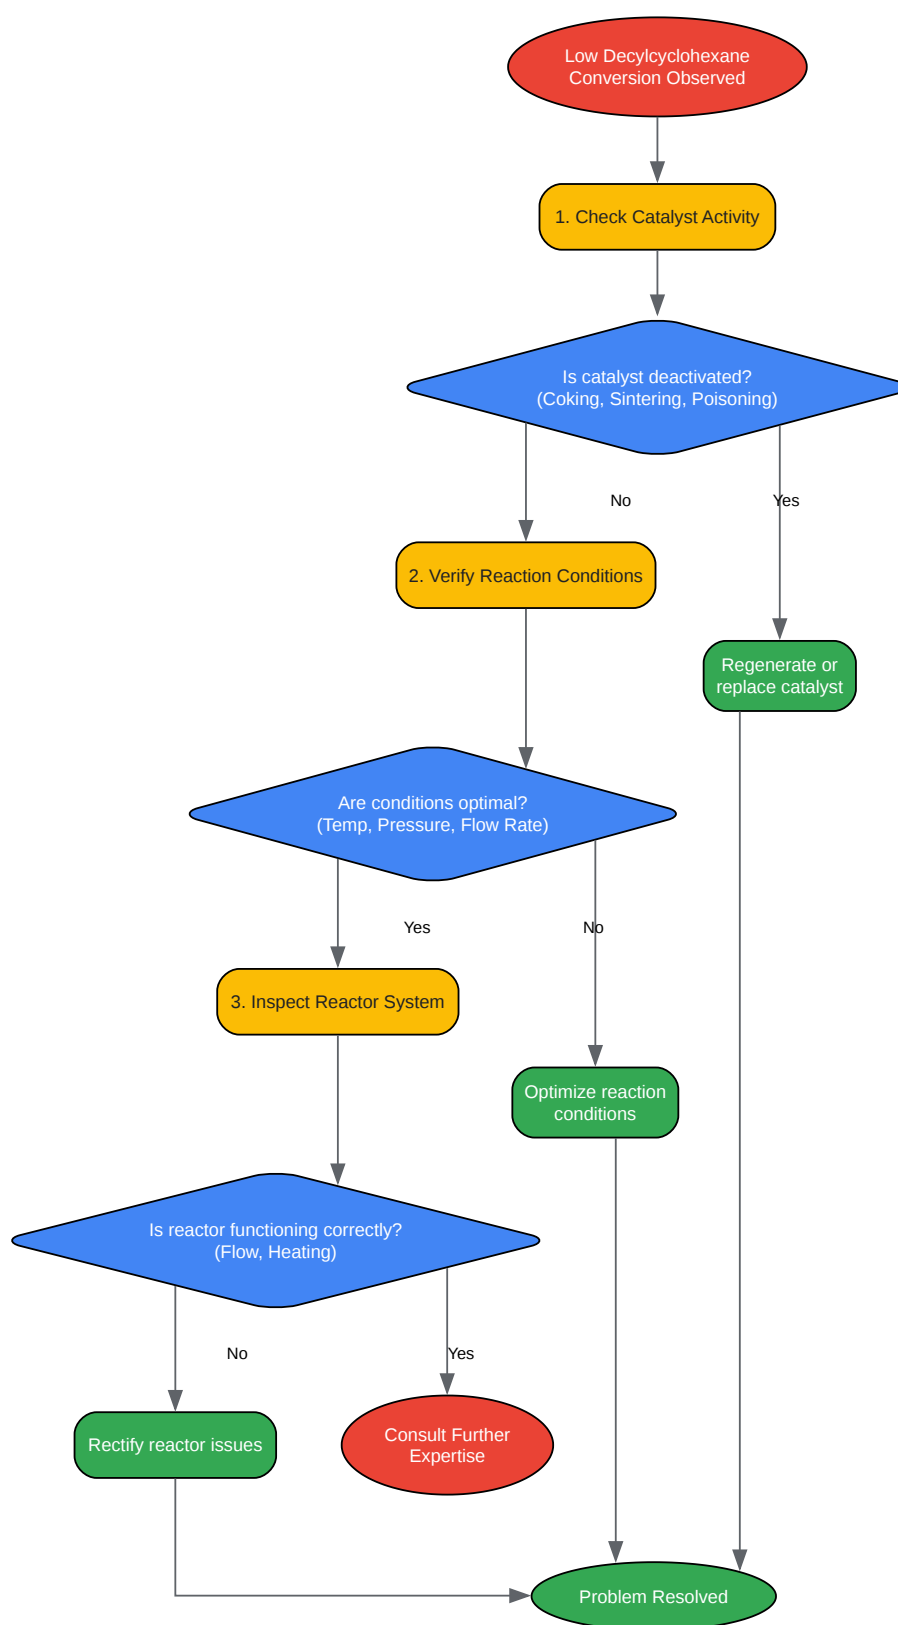 Low Decylcyclohexane
Conversion Observed
1. Check Catalyst Activity
Is catalyst deactivated?
(Coking, Sintering, Poisoning)
No
Yes
2. Verify Reaction Conditions
Regenerate or
replace catalyst
Are conditions optimal?
(Temp, Pressure, Flow Rate)
Yes
No
3. Inspect Reactor System
Optimize reaction
conditions
Is reactor functioning correctly?
(Flow, Heating)
No
Yes
Rectify reactor issues
Consult Further
Expertise
Problem Resolved